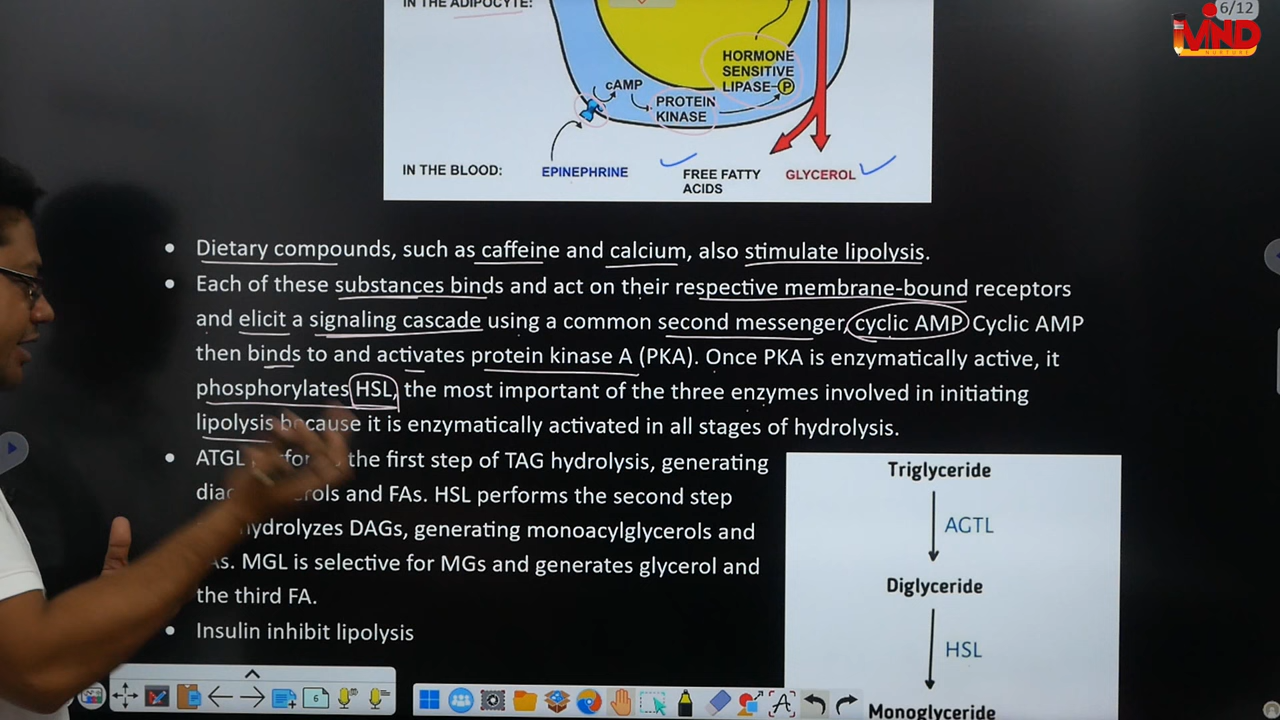 IN THE ADIPOCYTE:
6/12
MIND
NURTURE
HORMONE
SENSITIVE
LIPASE-P
cAMP
PROTEIN
KINASE
IN THE BLOOD: EPINEPHRINE FREE FATTY ACIDS GLYCEROL
• Dietary compounds, such as caffeine and calcium, also stimulate lipolysis.
• Each of these substances binds and act on their respective membrane-bound receptors
and elicit a signaling cascade using a common second messenger, cyclic AMP Cyclic AMP
then binds to and activates protein kinase A (PKA). Once PKA is enzymatically active, it
phosphorylates HSL, the most important of the three enzymes involved in initiating
lipolysis because it is enzymatically activated in all stages of hydrolysis.
• ATGL the first step of TAG hydrolysis, generating
and FAs. HSL performs the second step
hydrolyzes DAGs, generating monoacylglycerols and
MGL is selective for MGs and generates glycerol and
the third FA.
• Insulin inhibit lipolysis
Triglyceride
AGTL
Diglyceride
HSL
Monoglyceride
6
A